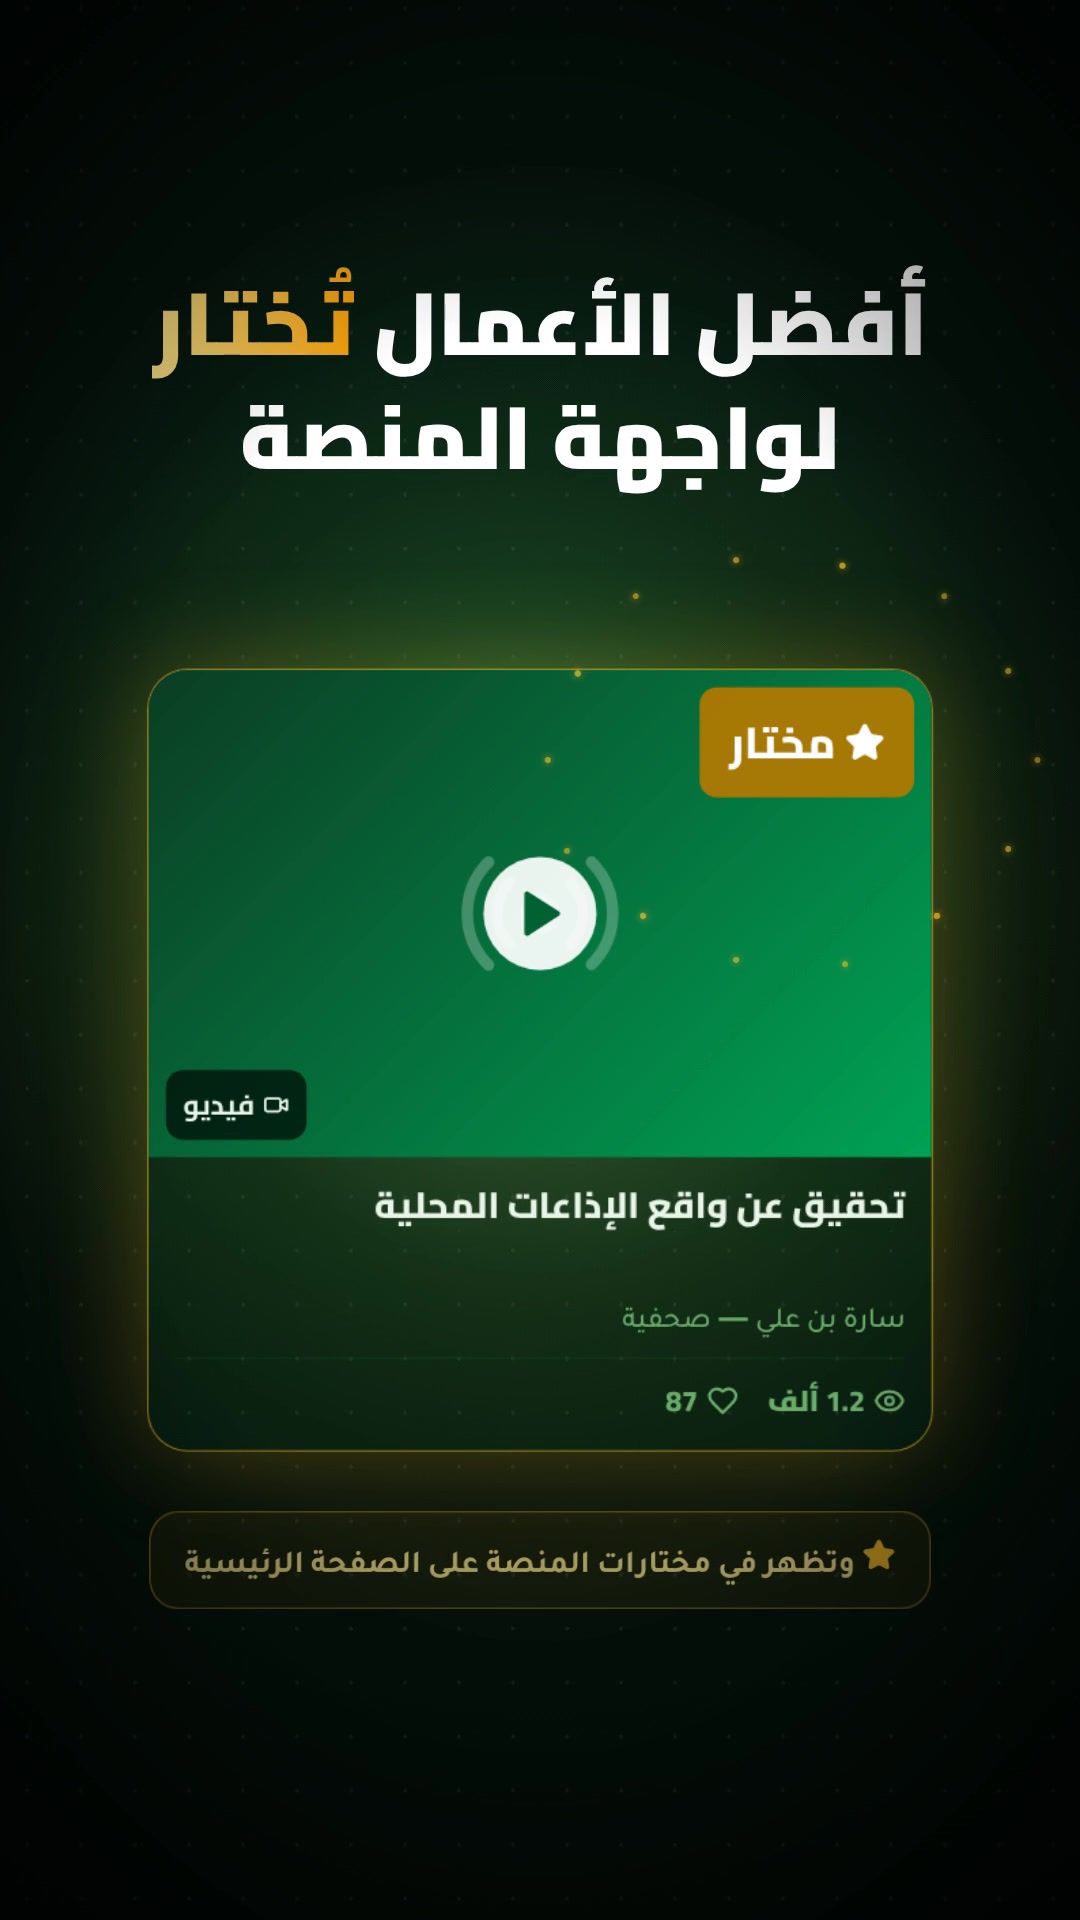 أفضل الأعمال تُختار
لواجهة المنصة
مختار
فيديو
تحقيق عن واقع الإذاعات المحلية
سارة بن علي — صحفية
1.2 ألف 87
وتظهر في مختارات المنصة على الصفحة الرئيسية